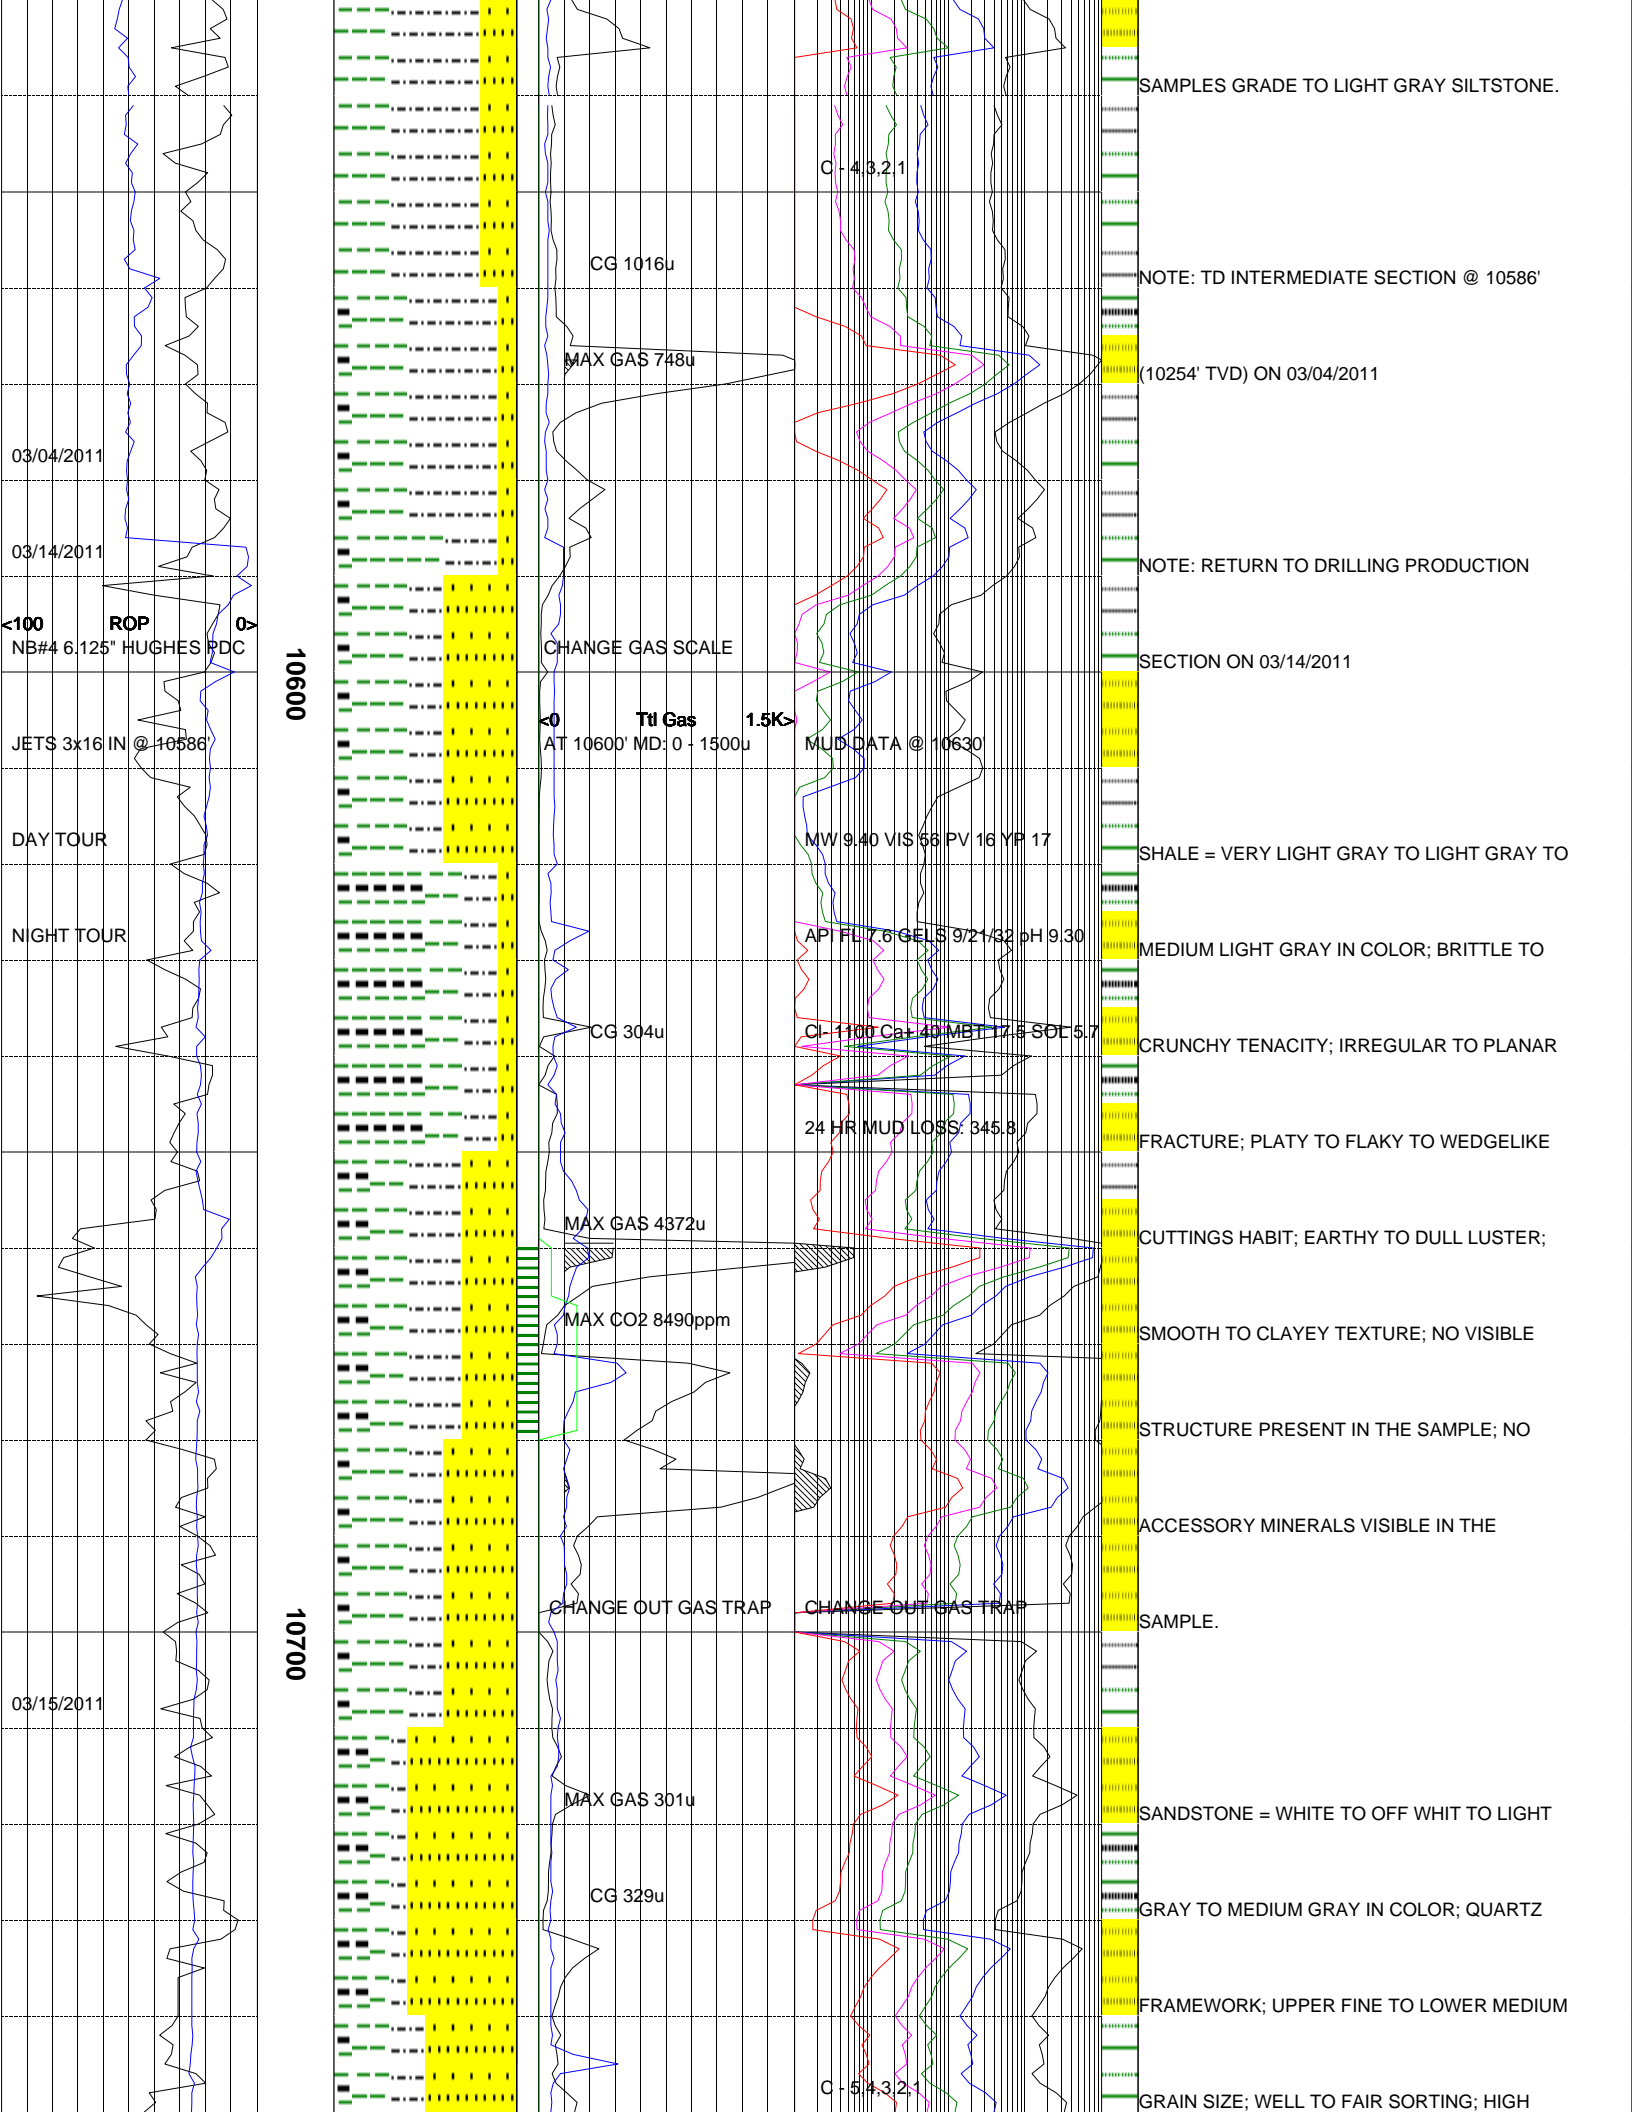 SAMPLES GRADE TO LIGHT GRAY SILTSTONE.
C - 4,3,2,1
CG 1016u
NOTE: TD INTERMEDIATE SECTION @ 10586'
MAX GAS 748u
(10254' TVD) ON 03/04/2011
03/04/2011
03/14/2011
NOTE: RETURN TO DRILLING PRODUCTION
<100 ROP 0>
NB#4 6.125" HUGHES PDC
CHANGE GAS SCALE
SECTION ON 03/14/2011
10600
<0 Ttl Gas 1.5K>
JETS 3x16 IN @ 10586'
AT 10600' MD: 0 - 1500u
MUD DATA @ 10630'
DAY TOUR
MW 9.40 VIS 56 PV 16 YP 17
SHALE = VERY LIGHT GRAY TO LIGHT GRAY TO
NIGHT TOUR
API FL 7.6 GELS 9/21/32 pH 9.30
MEDIUM LIGHT GRAY IN COLOR; BRITTLE TO
CG 304u
Cl- 1100 Ca+ 40 MBT 17.5 SOL 5.7
CRUNCHY TENACITY; IRREGULAR TO PLANAR
24 HR MUD LOSS: 345.8
FRACTURE; PLATY TO FLAKY TO WEDGELIKE
MAX GAS 4372u
CUTTINGS HABIT; EARTHY TO DULL LUSTER;
MAX CO2 8490ppm
SMOOTH TO CLAYEY TEXTURE; NO VISIBLE
STRUCTURE PRESENT IN THE SAMPLE; NO
ACCESSORY MINERALS VISIBLE IN THE
CHANGE OUT GAS TRAP
CHANGE OUT GAS TRAP
SAMPLE.
10700
03/15/2011
MAX GAS 301u
SANDSTONE = WHITE TO OFF WHIT TO LIGHT
CG 329u
GRAY TO MEDIUM GRAY IN COLOR; QUARTZ
FRAMEWORK; UPPER FINE TO LOWER MEDIUM
C - 5,4,3,2,1
GRAIN SIZE; WELL TO FAIR SORTING; HIGH